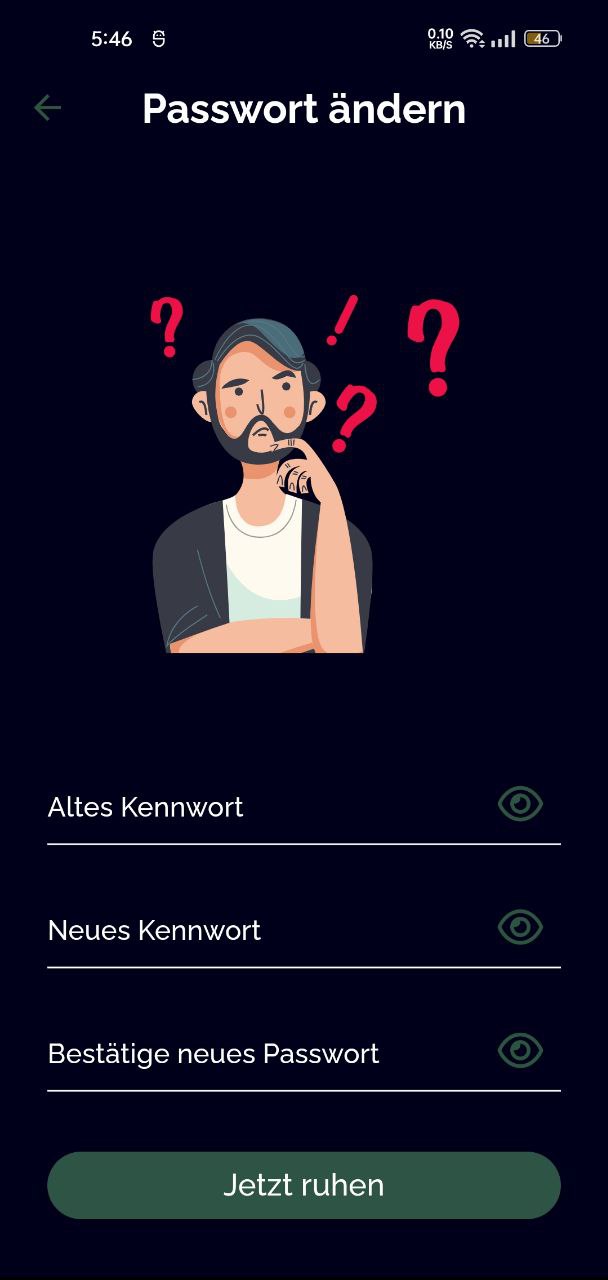 5:46
0.10
KB/S
46
Passwort ändern
Altes Kennwort
Neues Kennwort
Bestätige neues Passwort
Jetzt ruhen